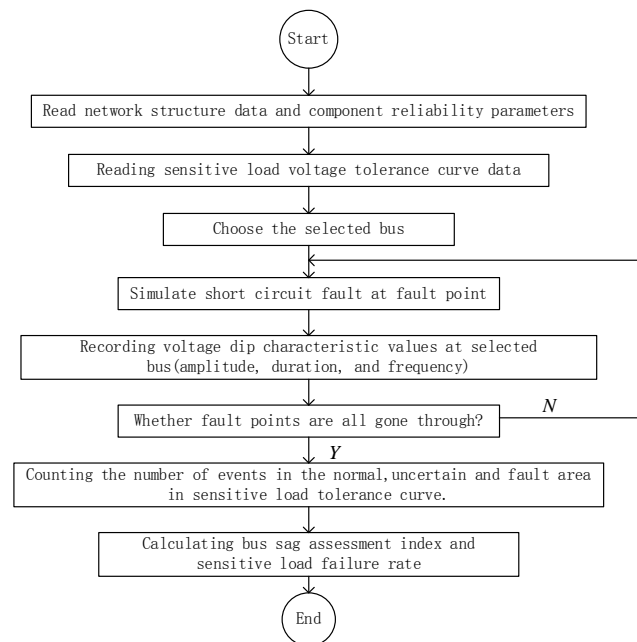 Start
Read network structure data and component reliability parameters
Reading sensitive load voltage tolerance curve data
Choose the selected bus
Simulate short circuit fault at fault point
Recording voltage dip characteristic values at selected
bus(amplitude, duration, and frequency)
Whether fault points are all gone through?
N
Y
Counting the number of events in the normal,uncertain and fault area
in sensitive load tolerance curve.
Calculating bus sag assessment index and
sensitive load failure rate
End